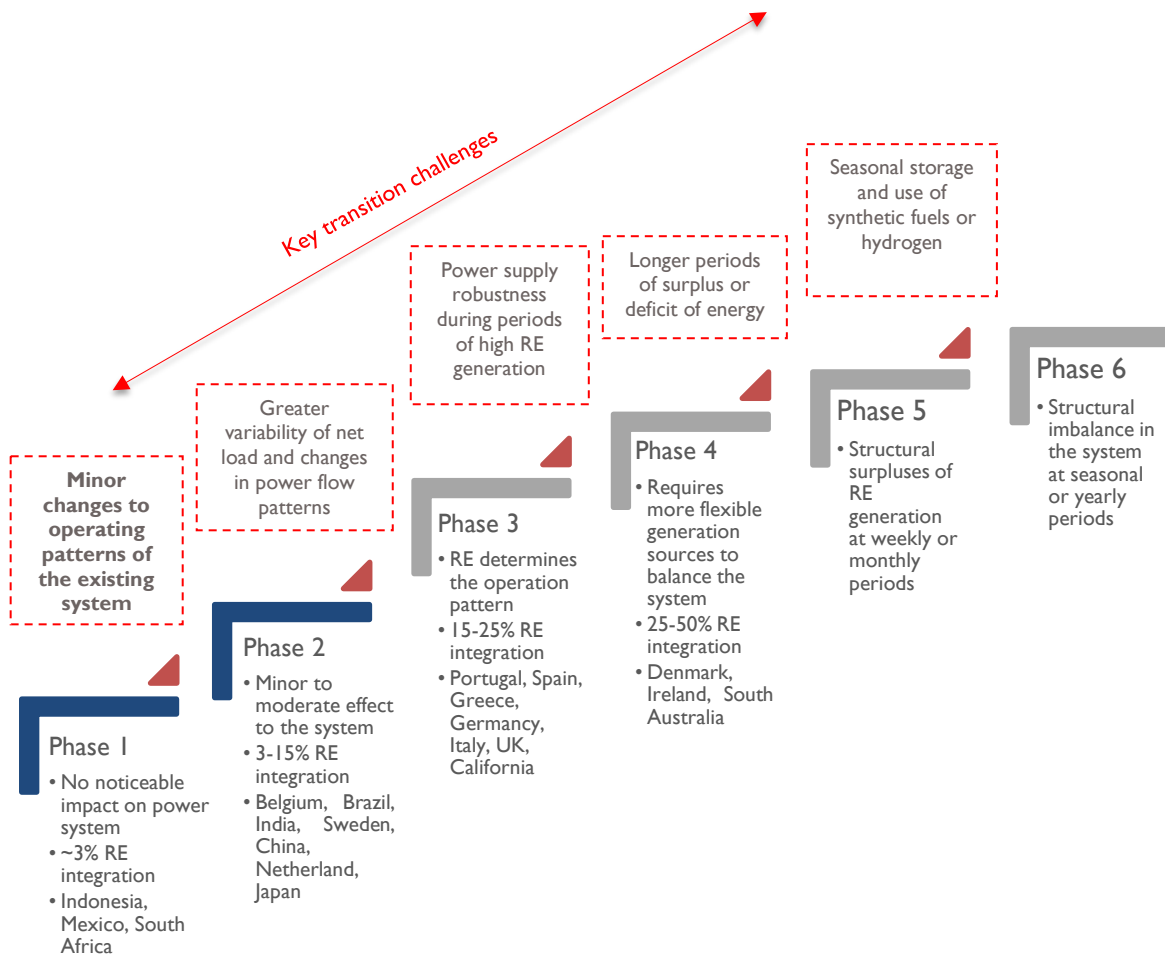 Key transition challenges
Minor
changes to
operating
patterns of
the existing
system
Greater
variability of net
load and changes
in power flow
patterns
Power supply
robustness
during periods
of high RE
generation
Longer periods
of surplus or
deficit of energy
Seasonal storage
and use of
synthetic fuels or
hydrogen
Phase 1
• No noticeable
impact on power
system
• ~3% RE
integration
• Indonesia,
Mexico, South
Africa
Phase 2
• Minor to
moderate effect
to the system
• 3-15% RE
integration
• Belgium, Brazil,
India, Sweden,
China,
Netherland,
Japan
Phase 3
• RE determines
the operation
pattern
• 15-25% RE
integration
• Portugal, Spain,
Greece,
Germancy,
Italy, UK,
California
Phase 4
• Requires
more flexible
generation
sources to
balance the
system
• 25-50% RE
integration
• Denmark,
Ireland, South
Australia
Phase 5
• Structural
surpluses of
RE
generation
at weekly or
monthly
periods
Phase 6
• Structural
imbalance in
the system
at seasonal
or yearly
periods